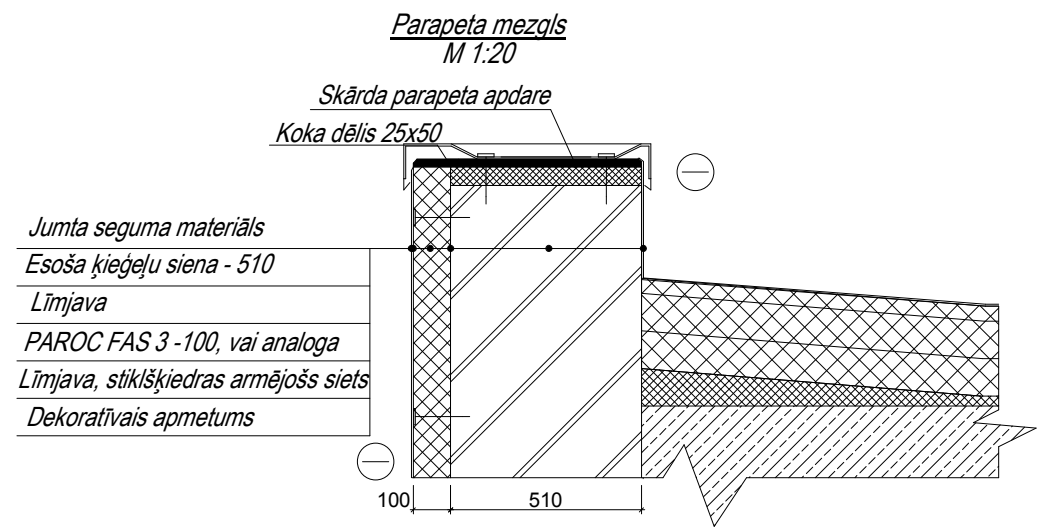 Parapeta mezgls
M 1:20
Skārda parapeta apdare
Koka dēlis 25x50
Jumta seguma materiāls
Esoša ķieģeļu siena - 510
Līmjava
PAROC FAS 3 -100, vai analoga
Līmjava, stiklšķiedras armējošs siets
Dekoratīvais apmetums
100
510